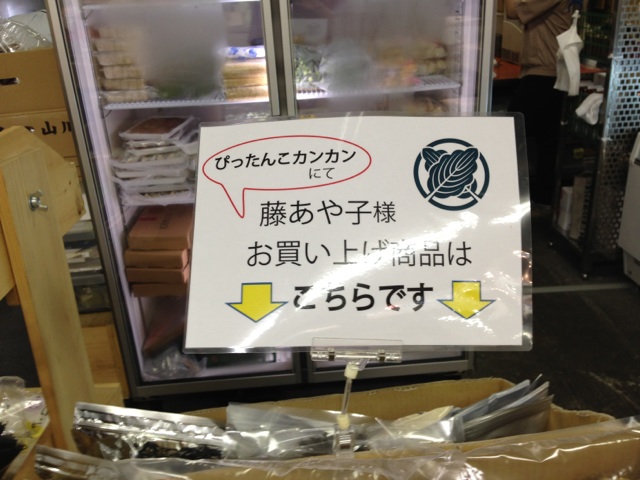 ぴったんこカンカン
にて
藤あや子様
お買い上げ商品は
こちらです
山